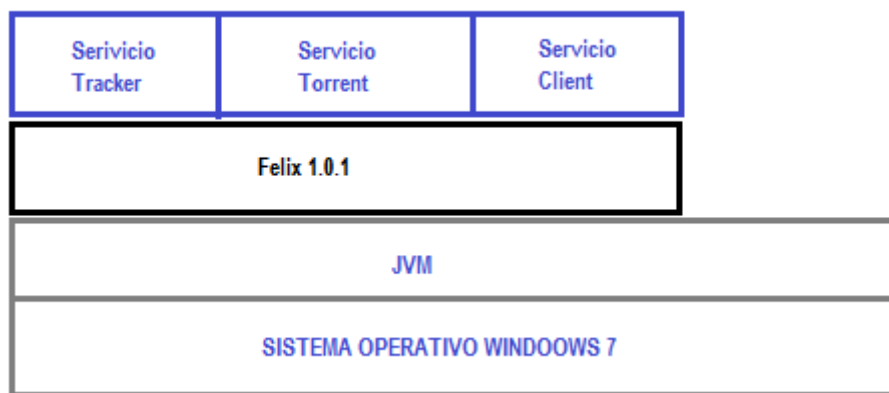 Serivicio
Tracker
Servicio
Torrent
Servicio
Client
Felix 1.0.1
JVM
SISTEMA OPERATIVO WINDOOWS 7